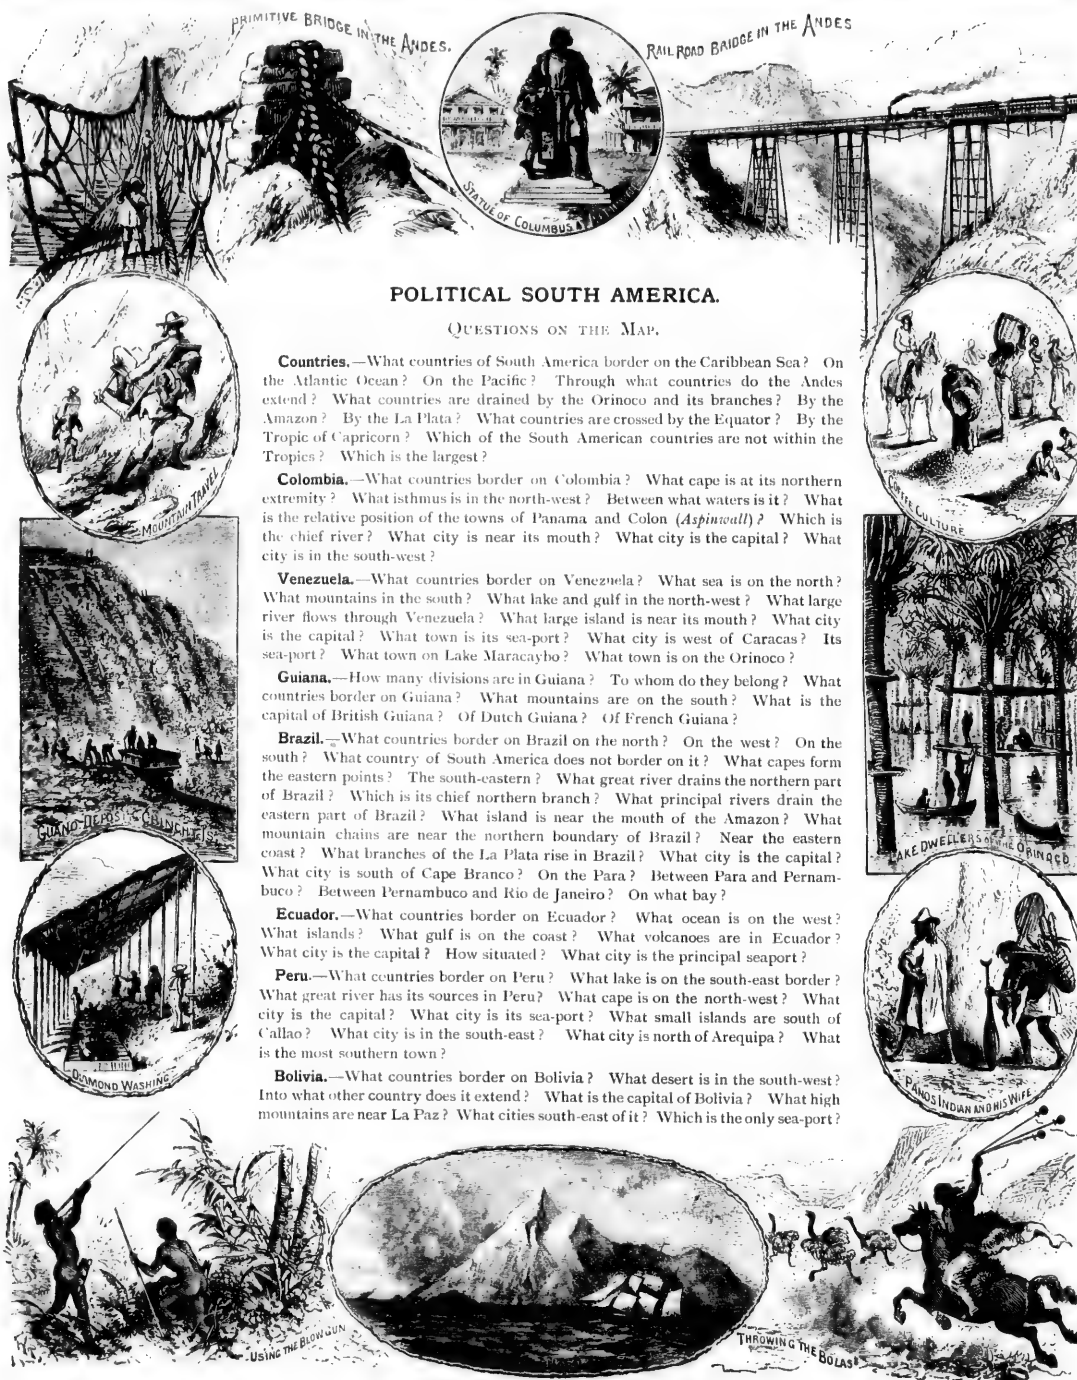 PRIMITIVE BRIDGE IN THE ANDES.
RAIL ROAD BRIDGE IN THE ANDES
STATUE OF COLUMBUS
MOUNTAIN TRAVEL
CULTURE
POLITICAL SOUTH AMERICA.
QUESTIONS ON THE MAP.
Countries.—What countries of South America border on the Caribbean Sea? On
the Atlantic Ocean? On the Pacific? Through what countries do the Andes
extend? What countries are drained by the Orinoco and its branches? By the
Amazon? By the La Plata? What countries are crossed by the Equator? By the
Tropic of Capricorn? Which of the South American countries are not within the
Tropics? Which is the largest?
Colombia.—What countries border on Colombia? What cape is at its northern
extremity? What isthmus is in the north-west? Between what waters is it? What
is the relative position of the towns of Panama and Colon (Aspinwall)? Which is
the chief river? What city is near its mouth? What city is the capital? What
city is in the south-west?
Venezuela.—What countries border on Venezuela? What sea is on the north?
What mountains in the south? What lake and gulf in the north-west? What large
river flows through Venezuela? What large island is near its mouth? What city
is the capital? What town is its sea-port? What city is west of Caracas? Its
sea-port? What town on Lake Maracaybo? What town is on the Orinoco?
Guiana.—How many divisions are in Guiana? To whom do they belong? What
countries border on Guiana? What mountains are on the south? What is the
capital of British Guiana? Of Dutch Guiana? Of French Guiana?
Brazil.—What countries border on Brazil on the north? On the west? On the
south? What country of South America does not border on it? What capes form
the eastern points? The south-eastern? What great river drains the northern part
of Brazil? Which is its chief northern branch? What principal rivers drain the
eastern part of Brazil? What island is near the mouth of the Amazon? What
mountain chains are near the northern boundary of Brazil? Near the eastern
coast? What branches of the La Plata rise in Brazil? What city is the capital?
What city is south of Cape Branco? On the Para? Between Para and Pernam-
buco? Between Pernambuco and Rio de Janeiro? On what bay?
Ecuador.—What countries border on Ecuador? What ocean is on the west?
What islands? What gulf is on the coast? What volcanoes are in Ecuador?
What city is the capital? How situated? What city is the principal seaport?
Peru.—What countries border on Peru? What lake is on the south-east border?
What great river has its sources in Peru? What cape is on the north-west? What
city is the capital? What city is its sea-port? What small islands are south of
Callao? What city is in the south-east? What city is north of Arequipa? What
is the most southern town?
Bolivia.—What countries border on Bolivia? What desert is in the south-west?
Into what other country does it extend? What is the capital of Bolivia? What high
mountains are near La Paz? What cities south-east of it? Which is the only sea-port?
GUANO-DEPOSIT
LAKE DWELLERS OF THE ORINOCO
DIAMOND WASHING
PANOS INDIAN AND HIS WIFE
USING THE BLOWGUN
THROWING THE BOLAS